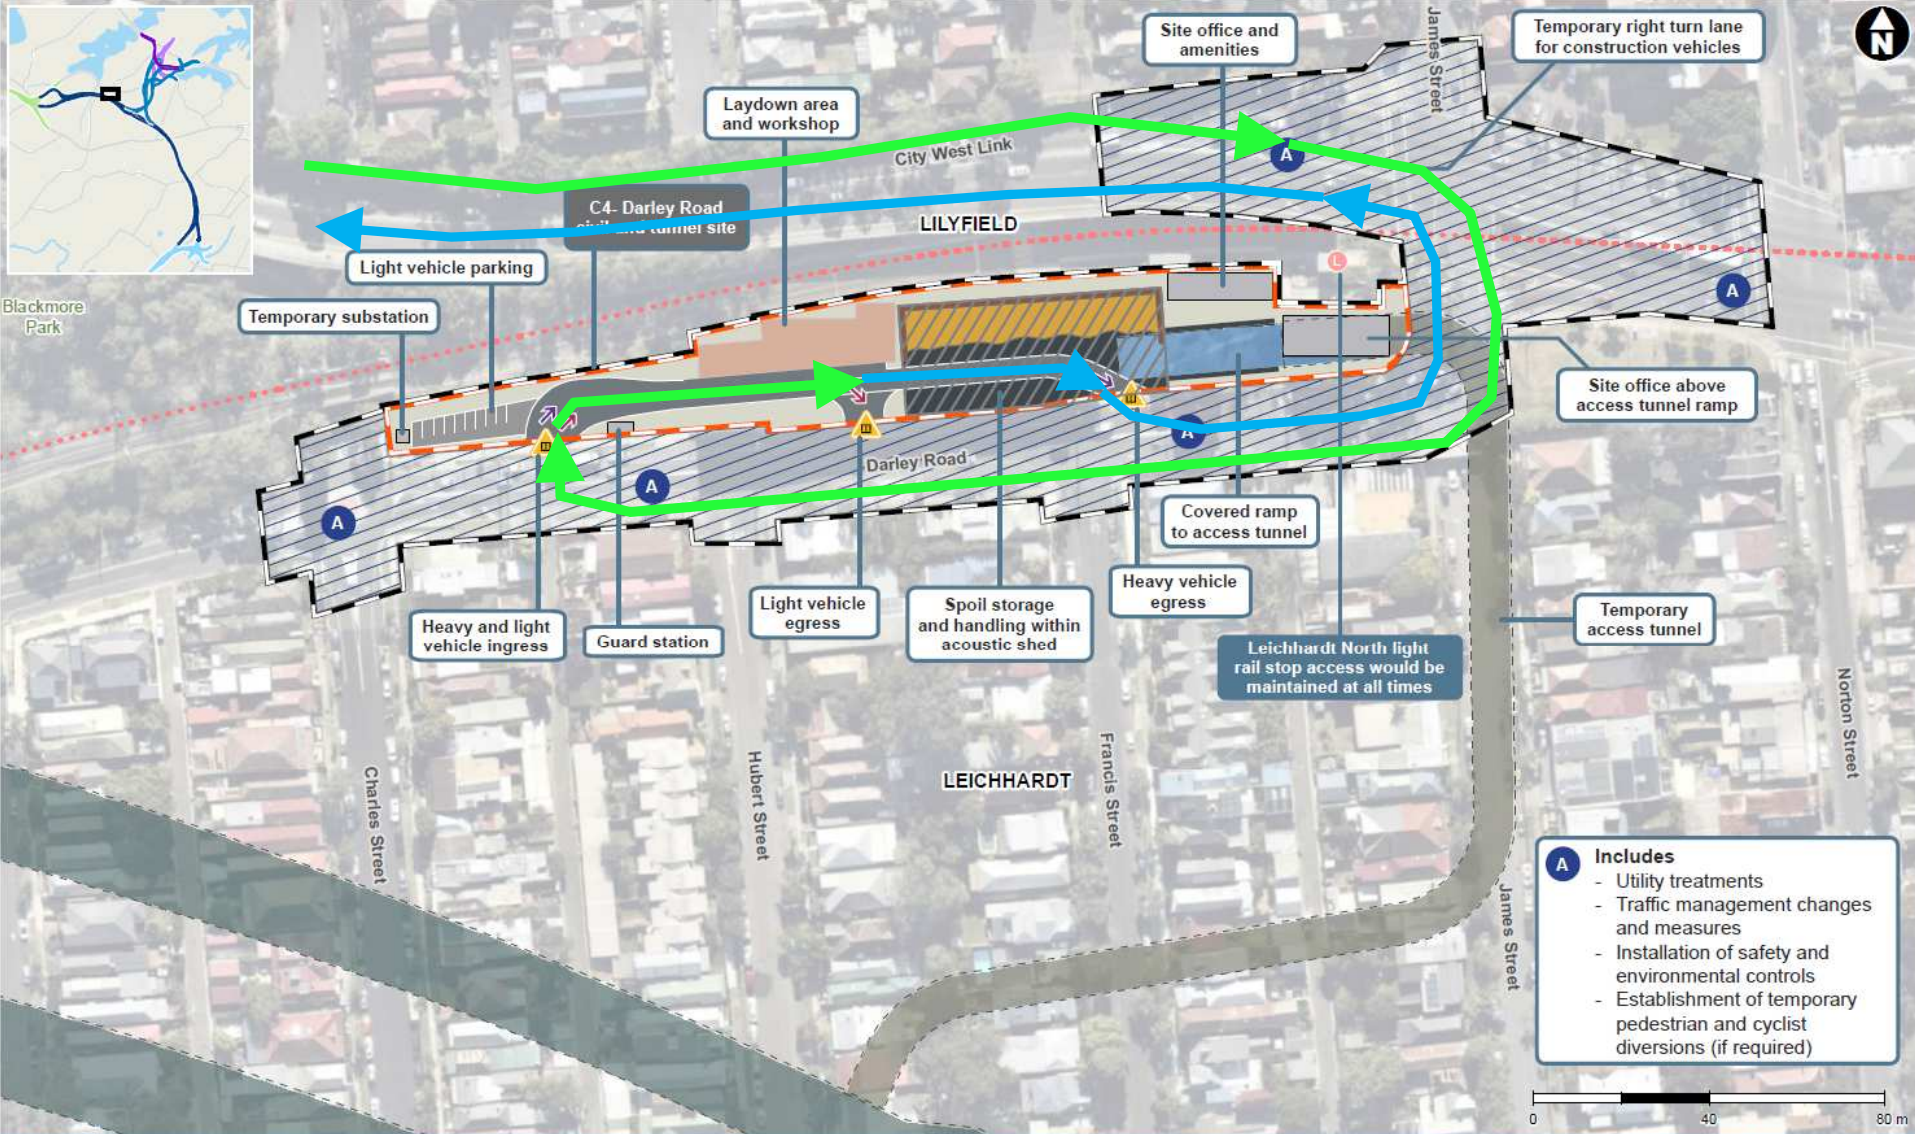 Site office and
amenities
Temporary right turn lane
for construction vehicles
N
James Street
Laydown area
and workshop
City West Link
A
C4- Darley Road
civil and tunnel site
LILYFIELD
Light vehicle parking
L
A
Blackmore
Park
Temporary substation
Site office above
access tunnel ramp
A
Darley Road
A
A
Covered ramp
to access tunnel
Heavy vehicle
egress
Light vehicle
egress
Spoil storage
and handling within
acoustic shed
Temporary
access tunnel
Heavy and light
vehicle ingress
Guard station
Leichhardt North light
rail stop access would be
maintained at all times
Norton Street
Charles Street
Hubert Street
LEICHHARDT
Francis Street
James Street
A Includes
- Utility treatments
- Traffic management changes
and measures
- Installation of safety and
environmental controls
- Establishment of temporary
pedestrian and cyclist
diversions (if required)
0 40 80 m